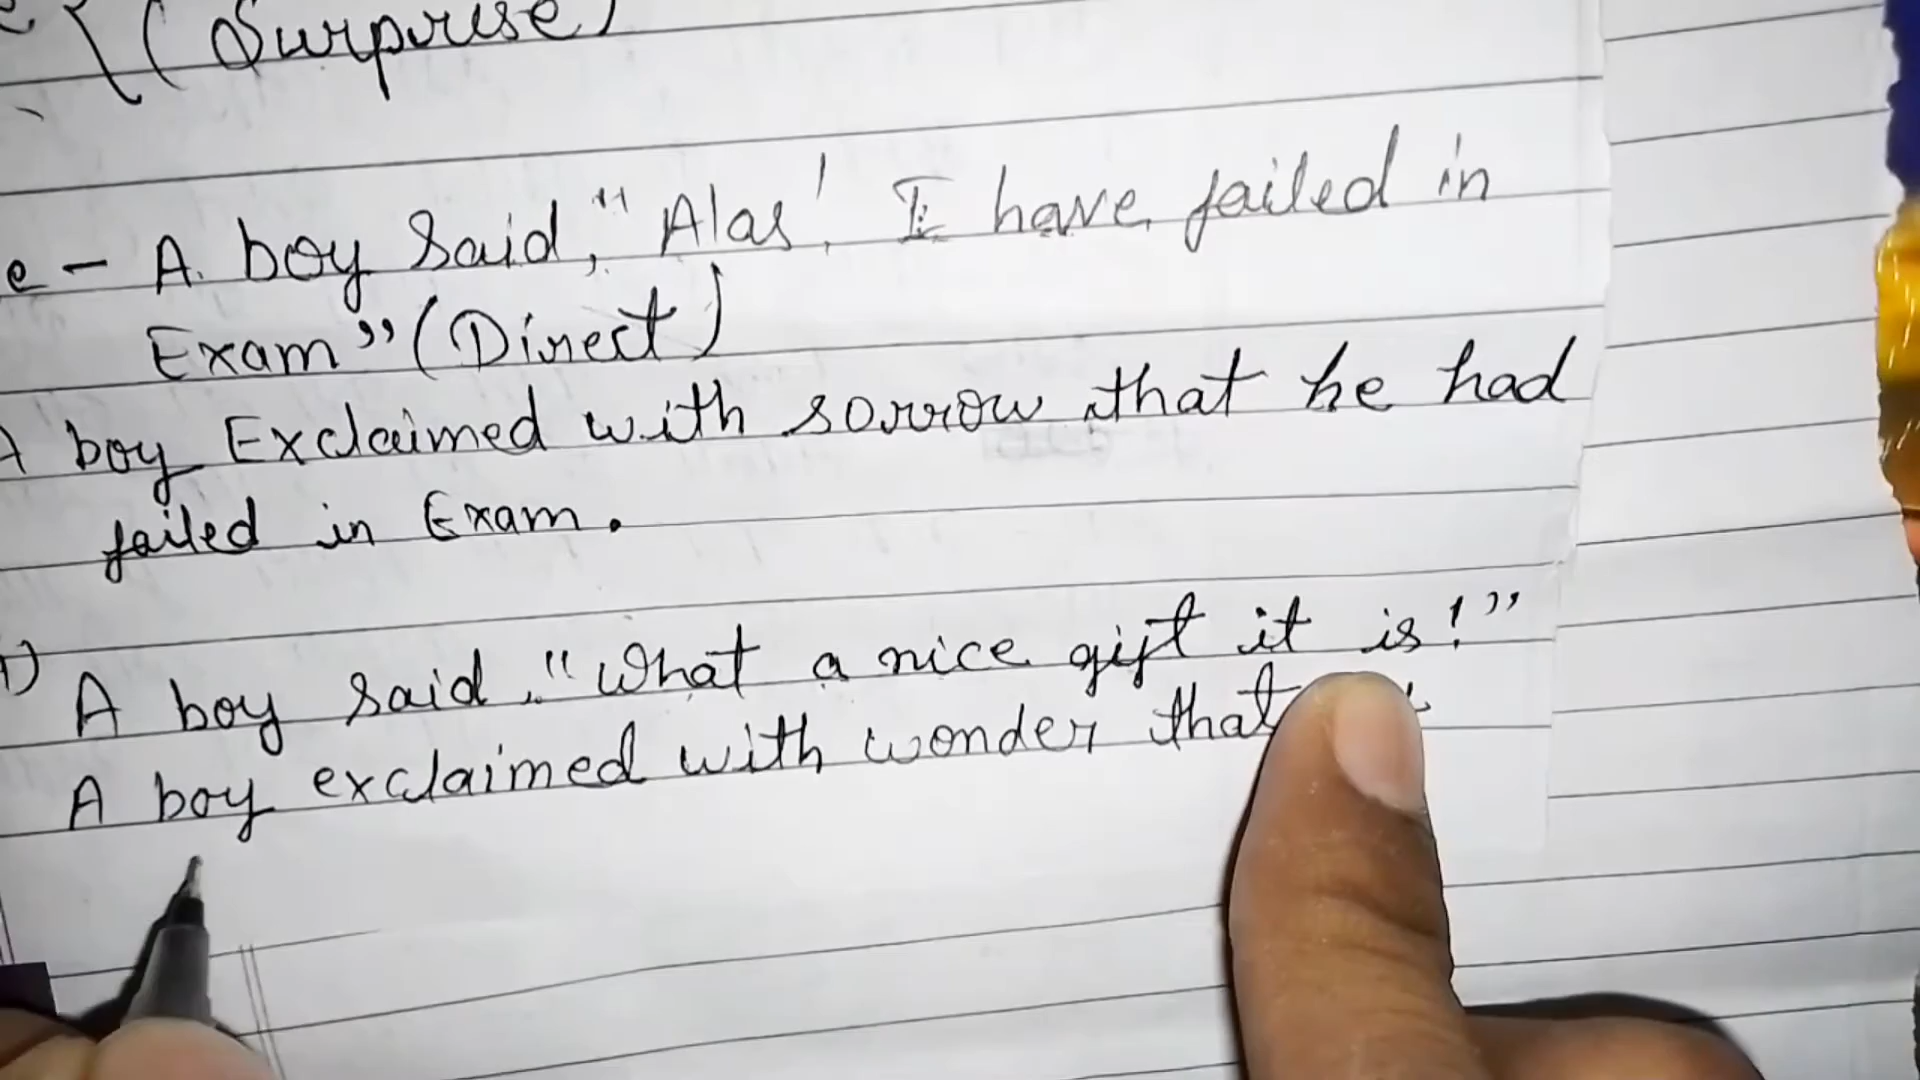 (Surprise)
e - A boy said, "Alas! I have failed in
Exam" (Direct)
A boy Exclaimed with sorrow that he had
failed in Exam.
A boy said, "What a nice gift it is!"
A boy exclaimed with wonder that